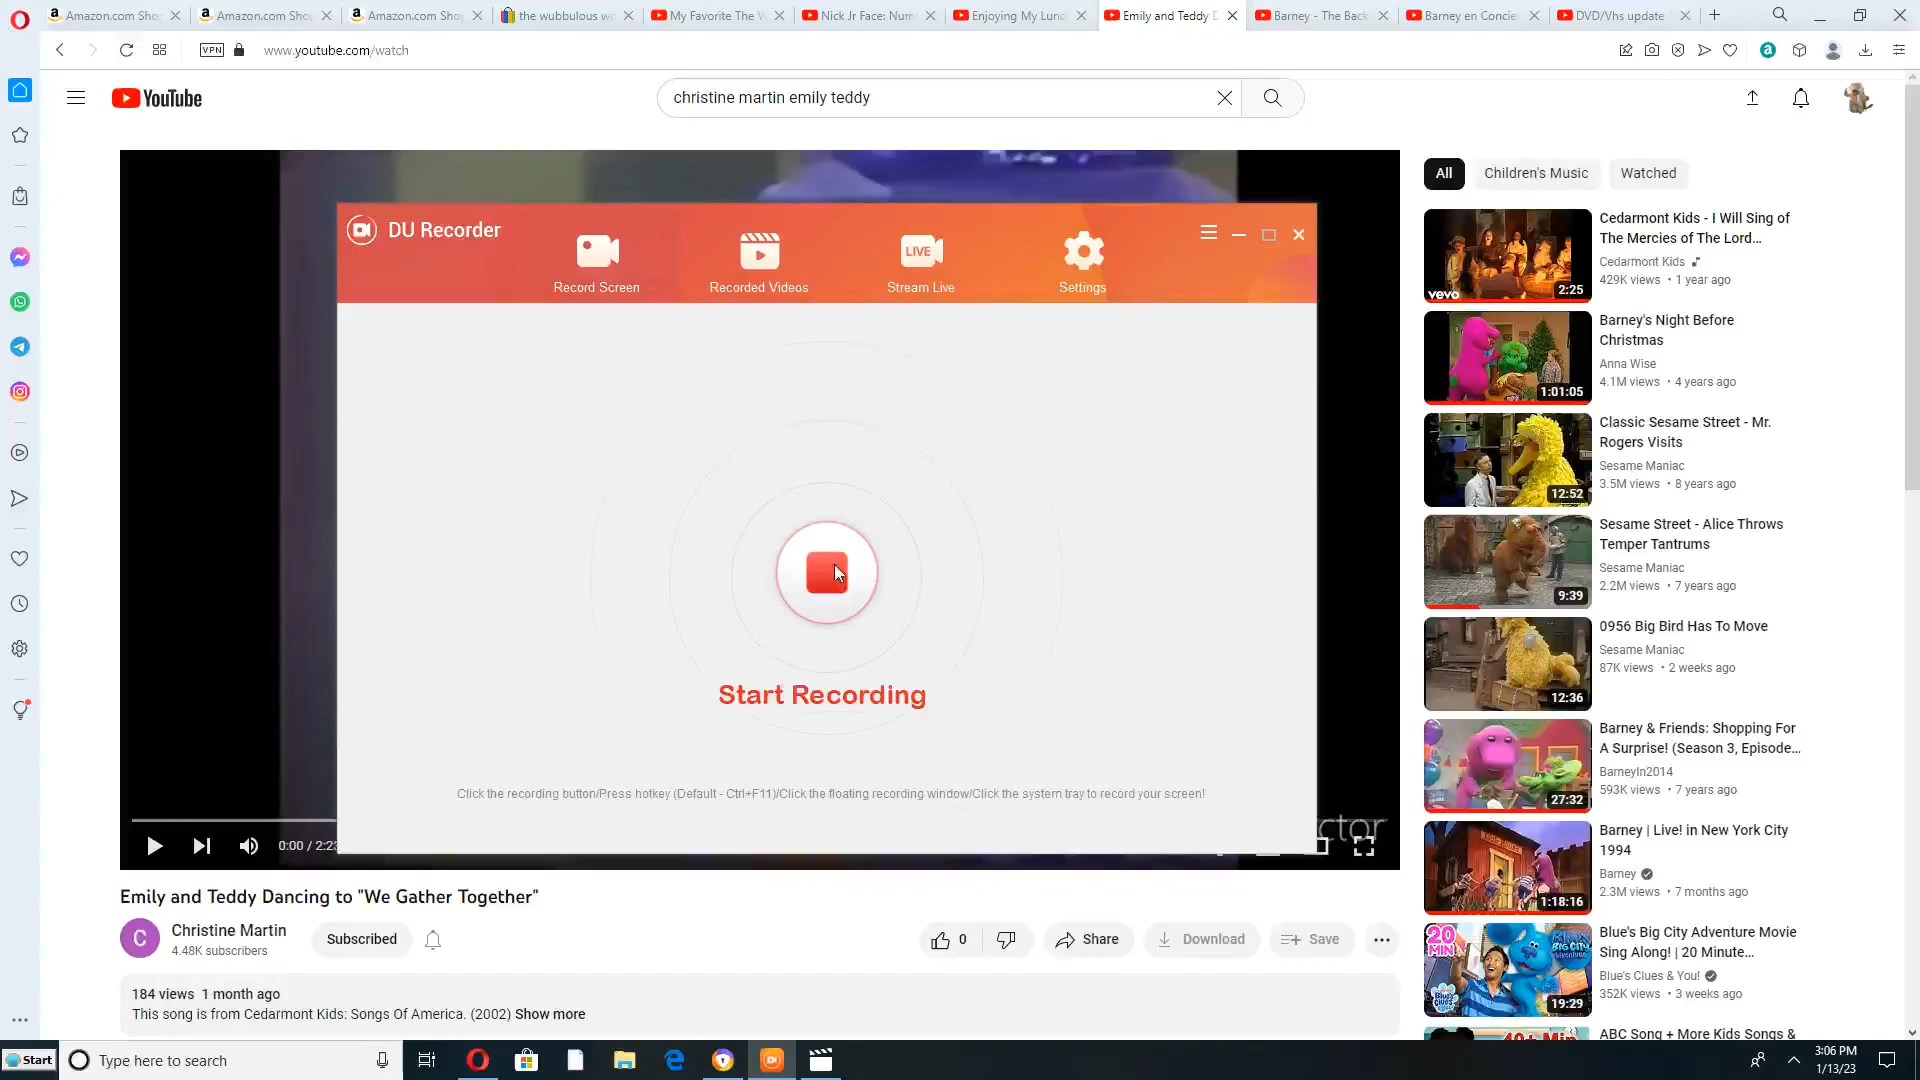 Amazon.com Sho
Amazon.com Sho
Amazon.com Sho
the wubbulous wo
My Favorite The W
Nick Jr Face: Num
Enjoying My Lunc
Emily and Teddy D
Barney - The Back
Barney en Concie
DVD/Vhs update
VPN
www.youtube.com/watch
YouTube
christine martin emily teddy
DU Recorder
Record Screen
Recorded Videos
LIVE
Stream Live
Settings
Start Recording
Click the recording button/Press hotkey (Default - Ctrl+F11)/Click the floating recording window/Click the system tray to record your screen!
ctor
0:00 / 2:23
Emily and Teddy Dancing to "We Gather Together"
C
Christine Martin
4.48K subscribers
Subscribed
0
Share
Download
Save
184 views 1 month ago
This song is from Cedarmont Kids: Songs Of America. (2002) Show more
All
Children's Music
Watched
vevo
2:25
Cedarmont Kids - I Will Sing of
The Mercies of The Lord...
Cedarmont Kids
429K views • 1 year ago
1:01:05
Barney's Night Before
Christmas
Anna Wise
4.1M views • 4 years ago
12:52
Classic Sesame Street - Mr.
Rogers Visits
Sesame Maniac
3.5M views • 8 years ago
9:39
Sesame Street - Alice Throws
Temper Tantrums
Sesame Maniac
2.2M views • 7 years ago
12:36
0956 Big Bird Has To Move
Sesame Maniac
87K views • 2 weeks ago
27:32
Barney & Friends: Shopping For
A Surprise! (Season 3, Episode...
BarneyIn2014
593K views • 7 years ago
1:18:16
Barney | Live! in New York City
1994
Barney
2.3M views • 7 months ago
20
MIN
19:29
Blue's Big City Adventure Movie
Sing Along! | 20 Minute...
Blue's Clues & You!
352K views • 3 weeks ago
40+ Min
ABC Song + More Kids Songs &
Start
Type here to search
3:06 PM
1/13/23